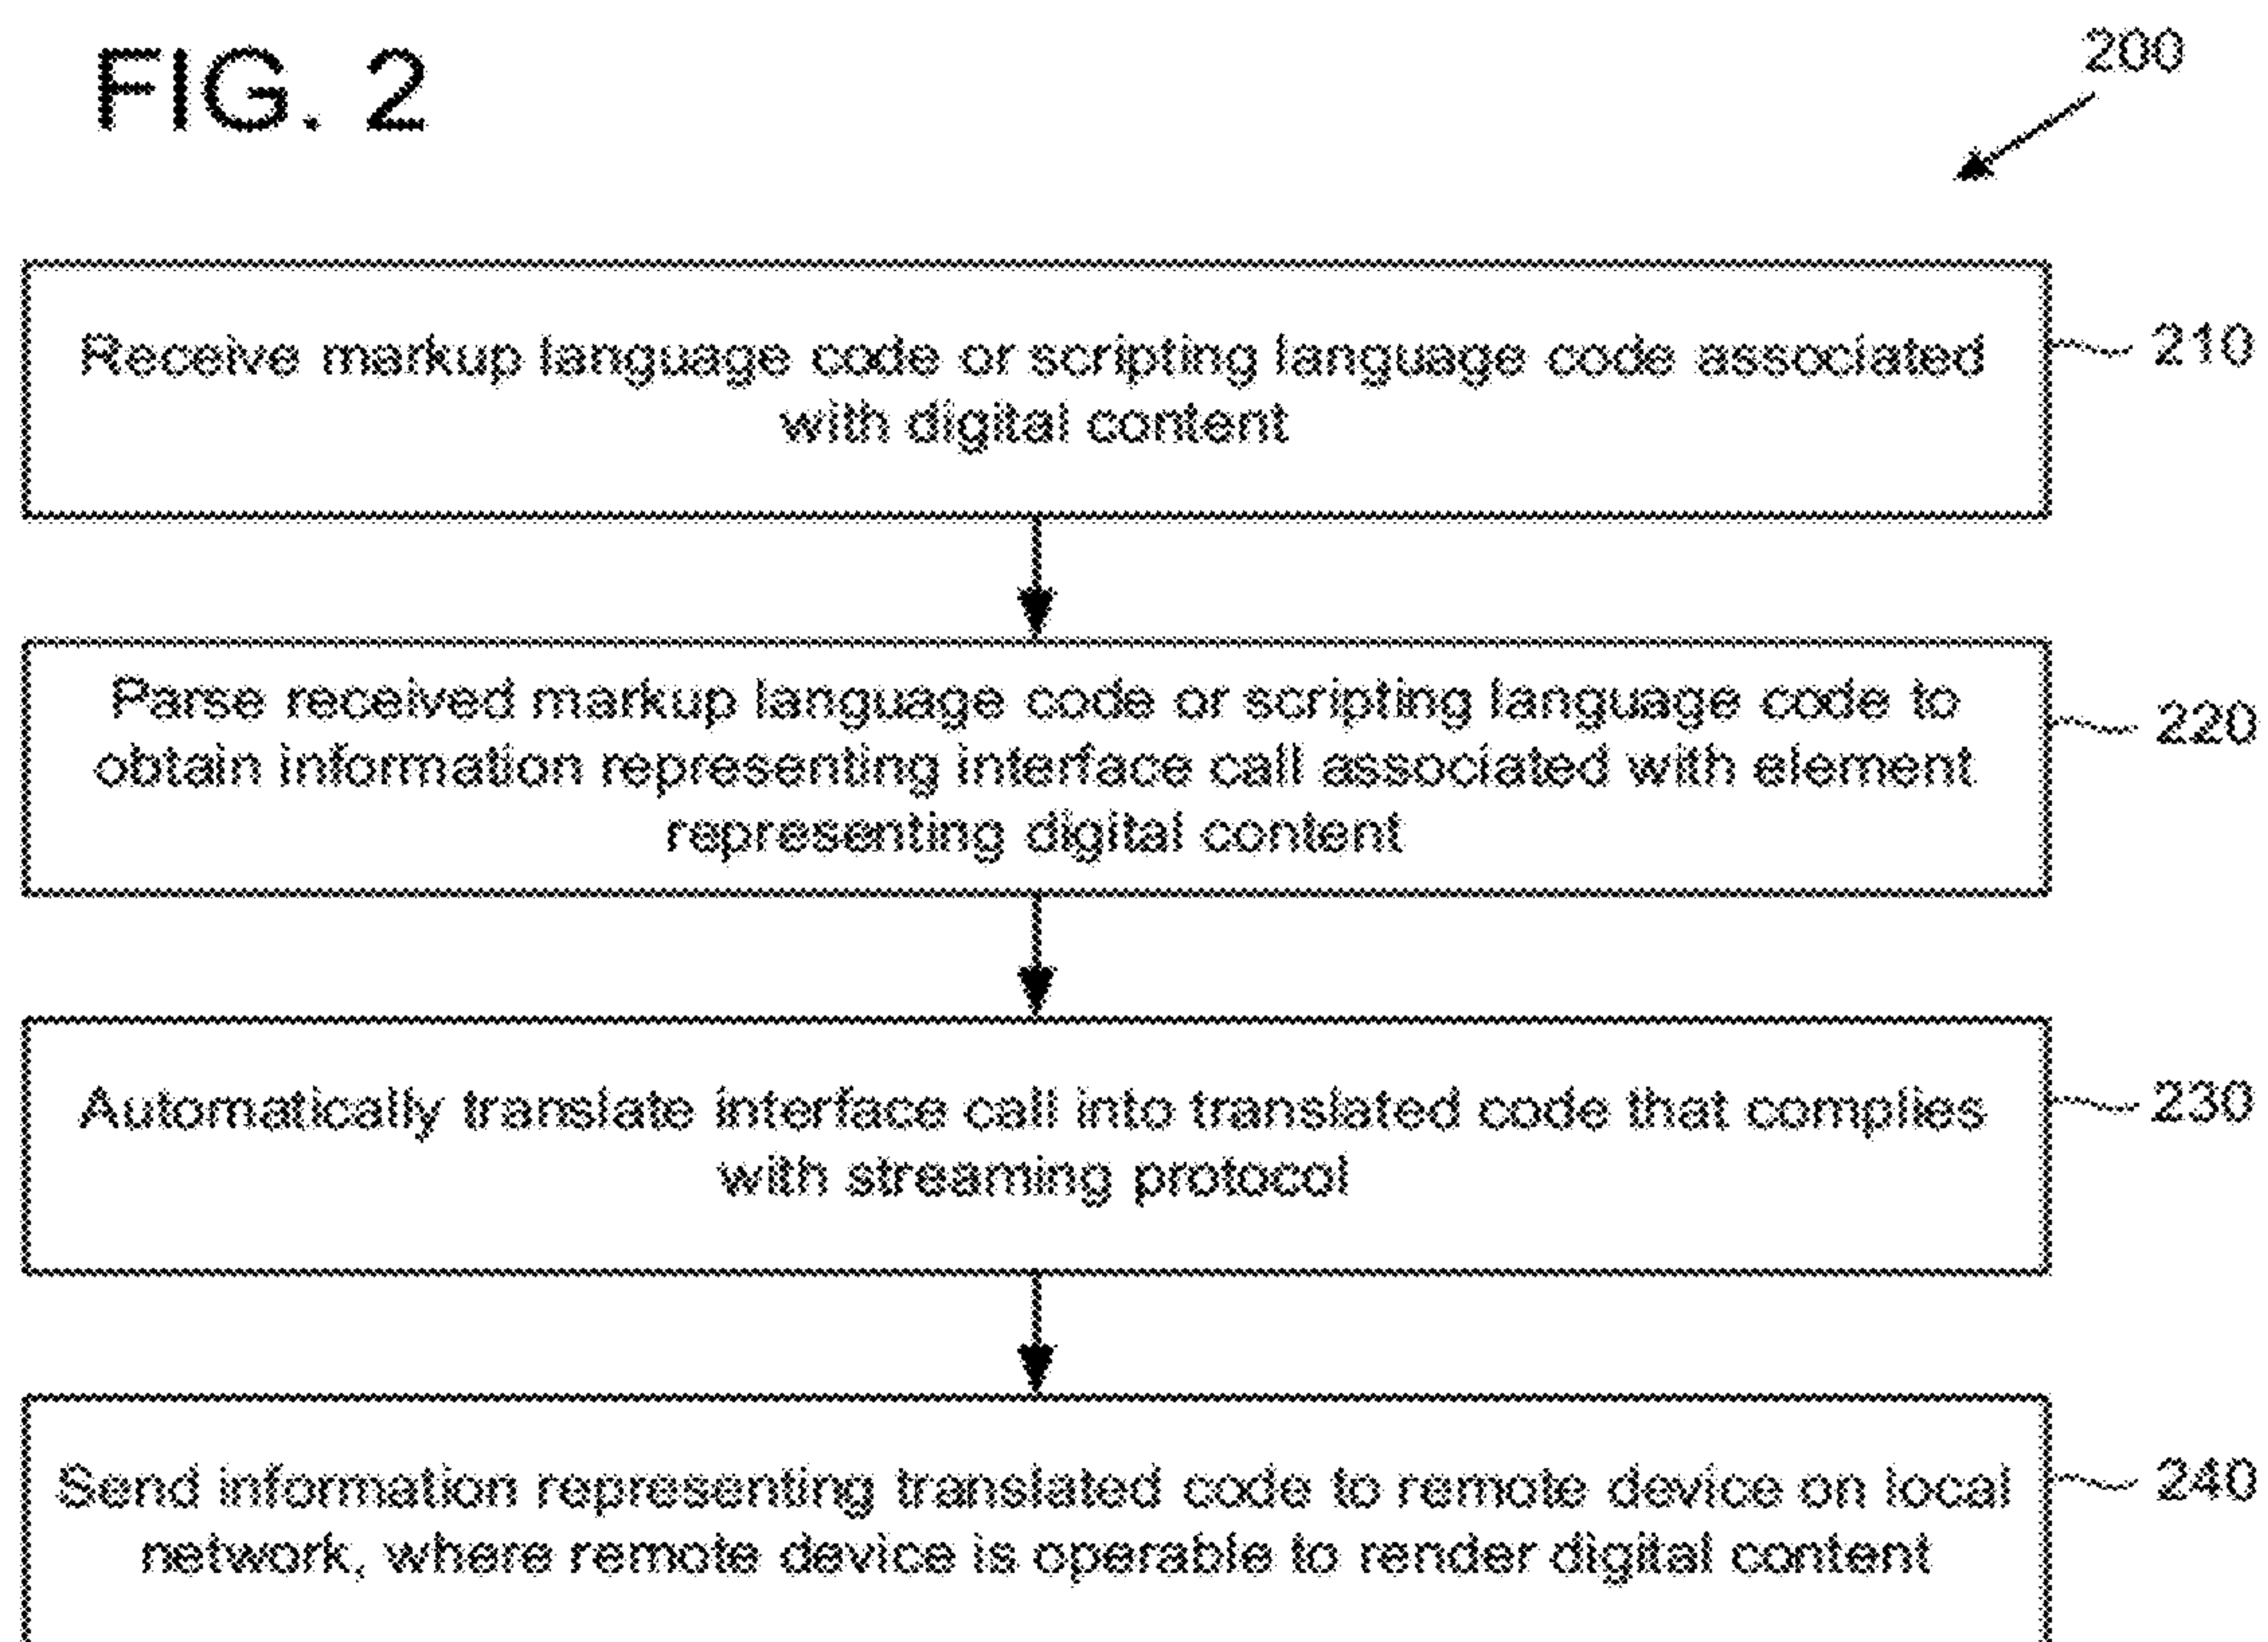 FIG. 2
200
Receive markup language code or scripting language code associated
with digital content
210
Parse received markup language code or scripting language code to
obtain information representing interface call associated with element
representing digital content
220
Automatically translate interface call into translated code that complies
with streaming protocol
230
Send information representing translated code to remote device on local
network, where remote device is operable to render digital content
240